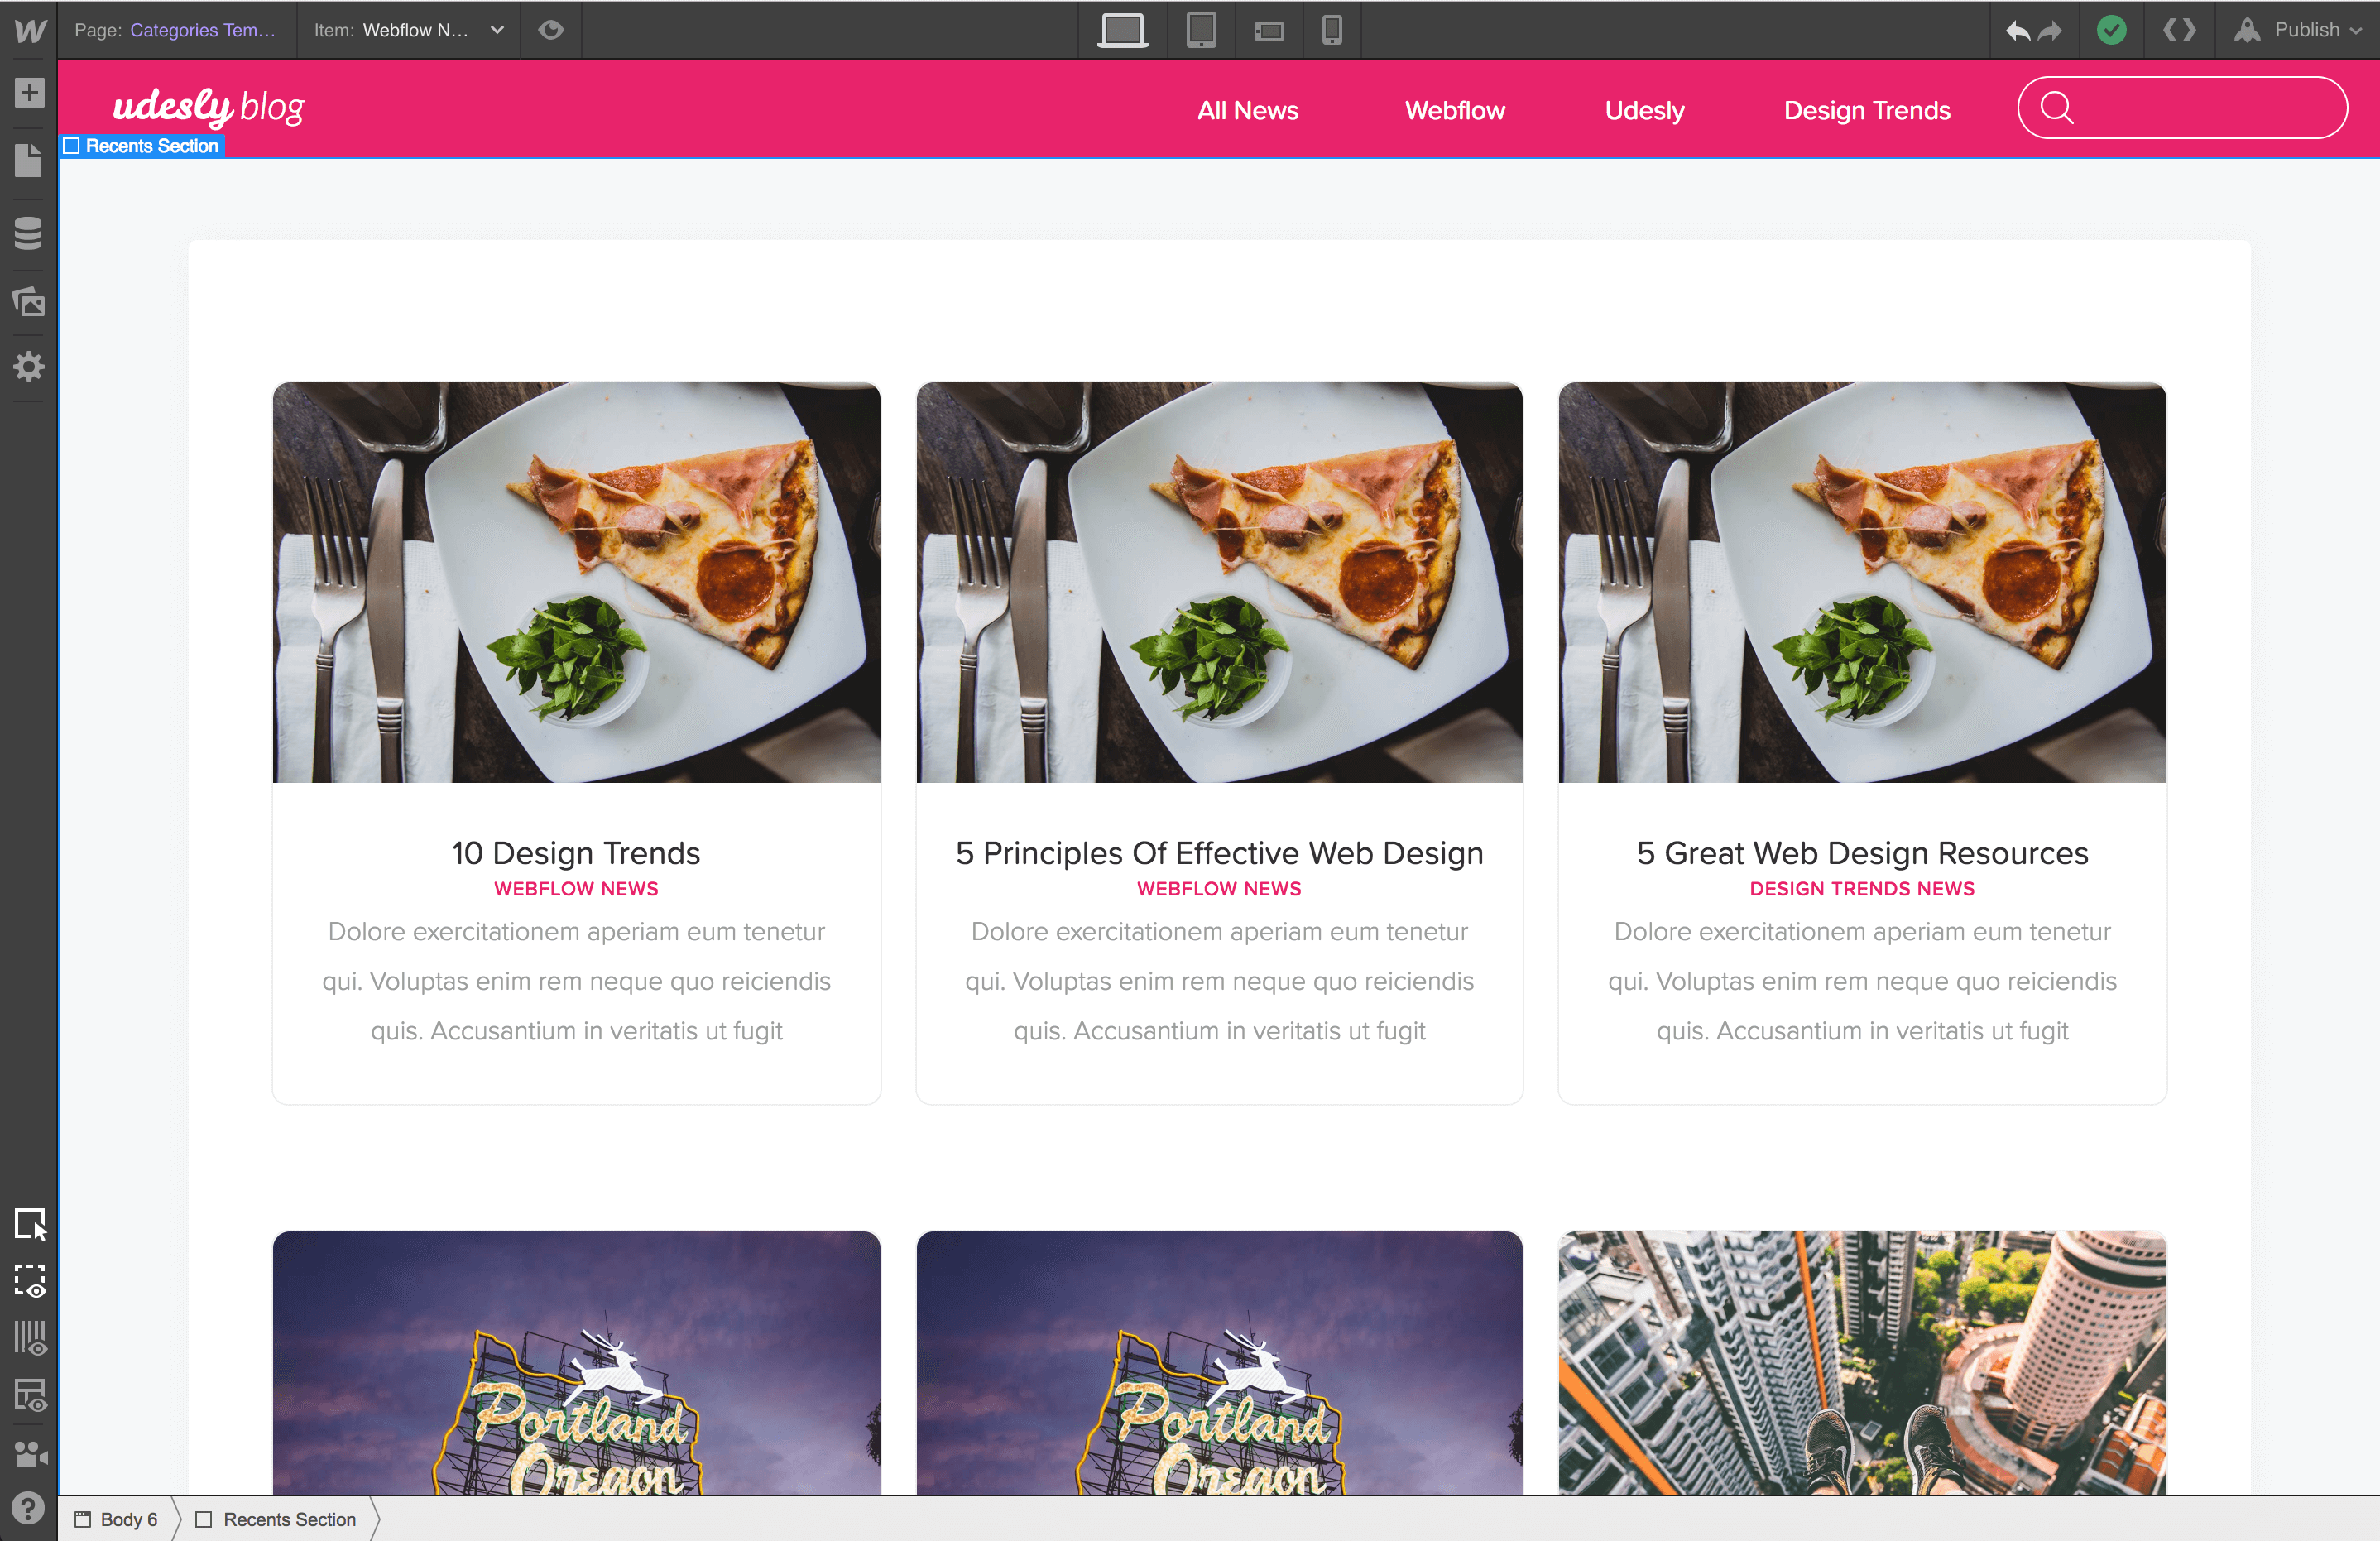 Page: Categories Tem...
Item: Webflow N...
Publish
udesly blog
All News
Webflow
Udesly
Design Trends
Recents Section
10 Design Trends
WEBFLOW NEWS
Dolore exercitationem aperiam eum tenetur
qui. Voluptas enim rem neque quo reiciendis
quis. Accusantium in veritatis ut fugit
5 Principles Of Effective Web Design
WEBFLOW NEWS
Dolore exercitationem aperiam eum tenetur
qui. Voluptas enim rem neque quo reiciendis
quis. Accusantium in veritatis ut fugit
5 Great Web Design Resources
DESIGN TRENDS NEWS
Dolore exercitationem aperiam eum tenetur
qui. Voluptas enim rem neque quo reiciendis
quis. Accusantium in veritatis ut fugit
Portland
Oregon
Portland
Oregon
Body 6
Recents Section